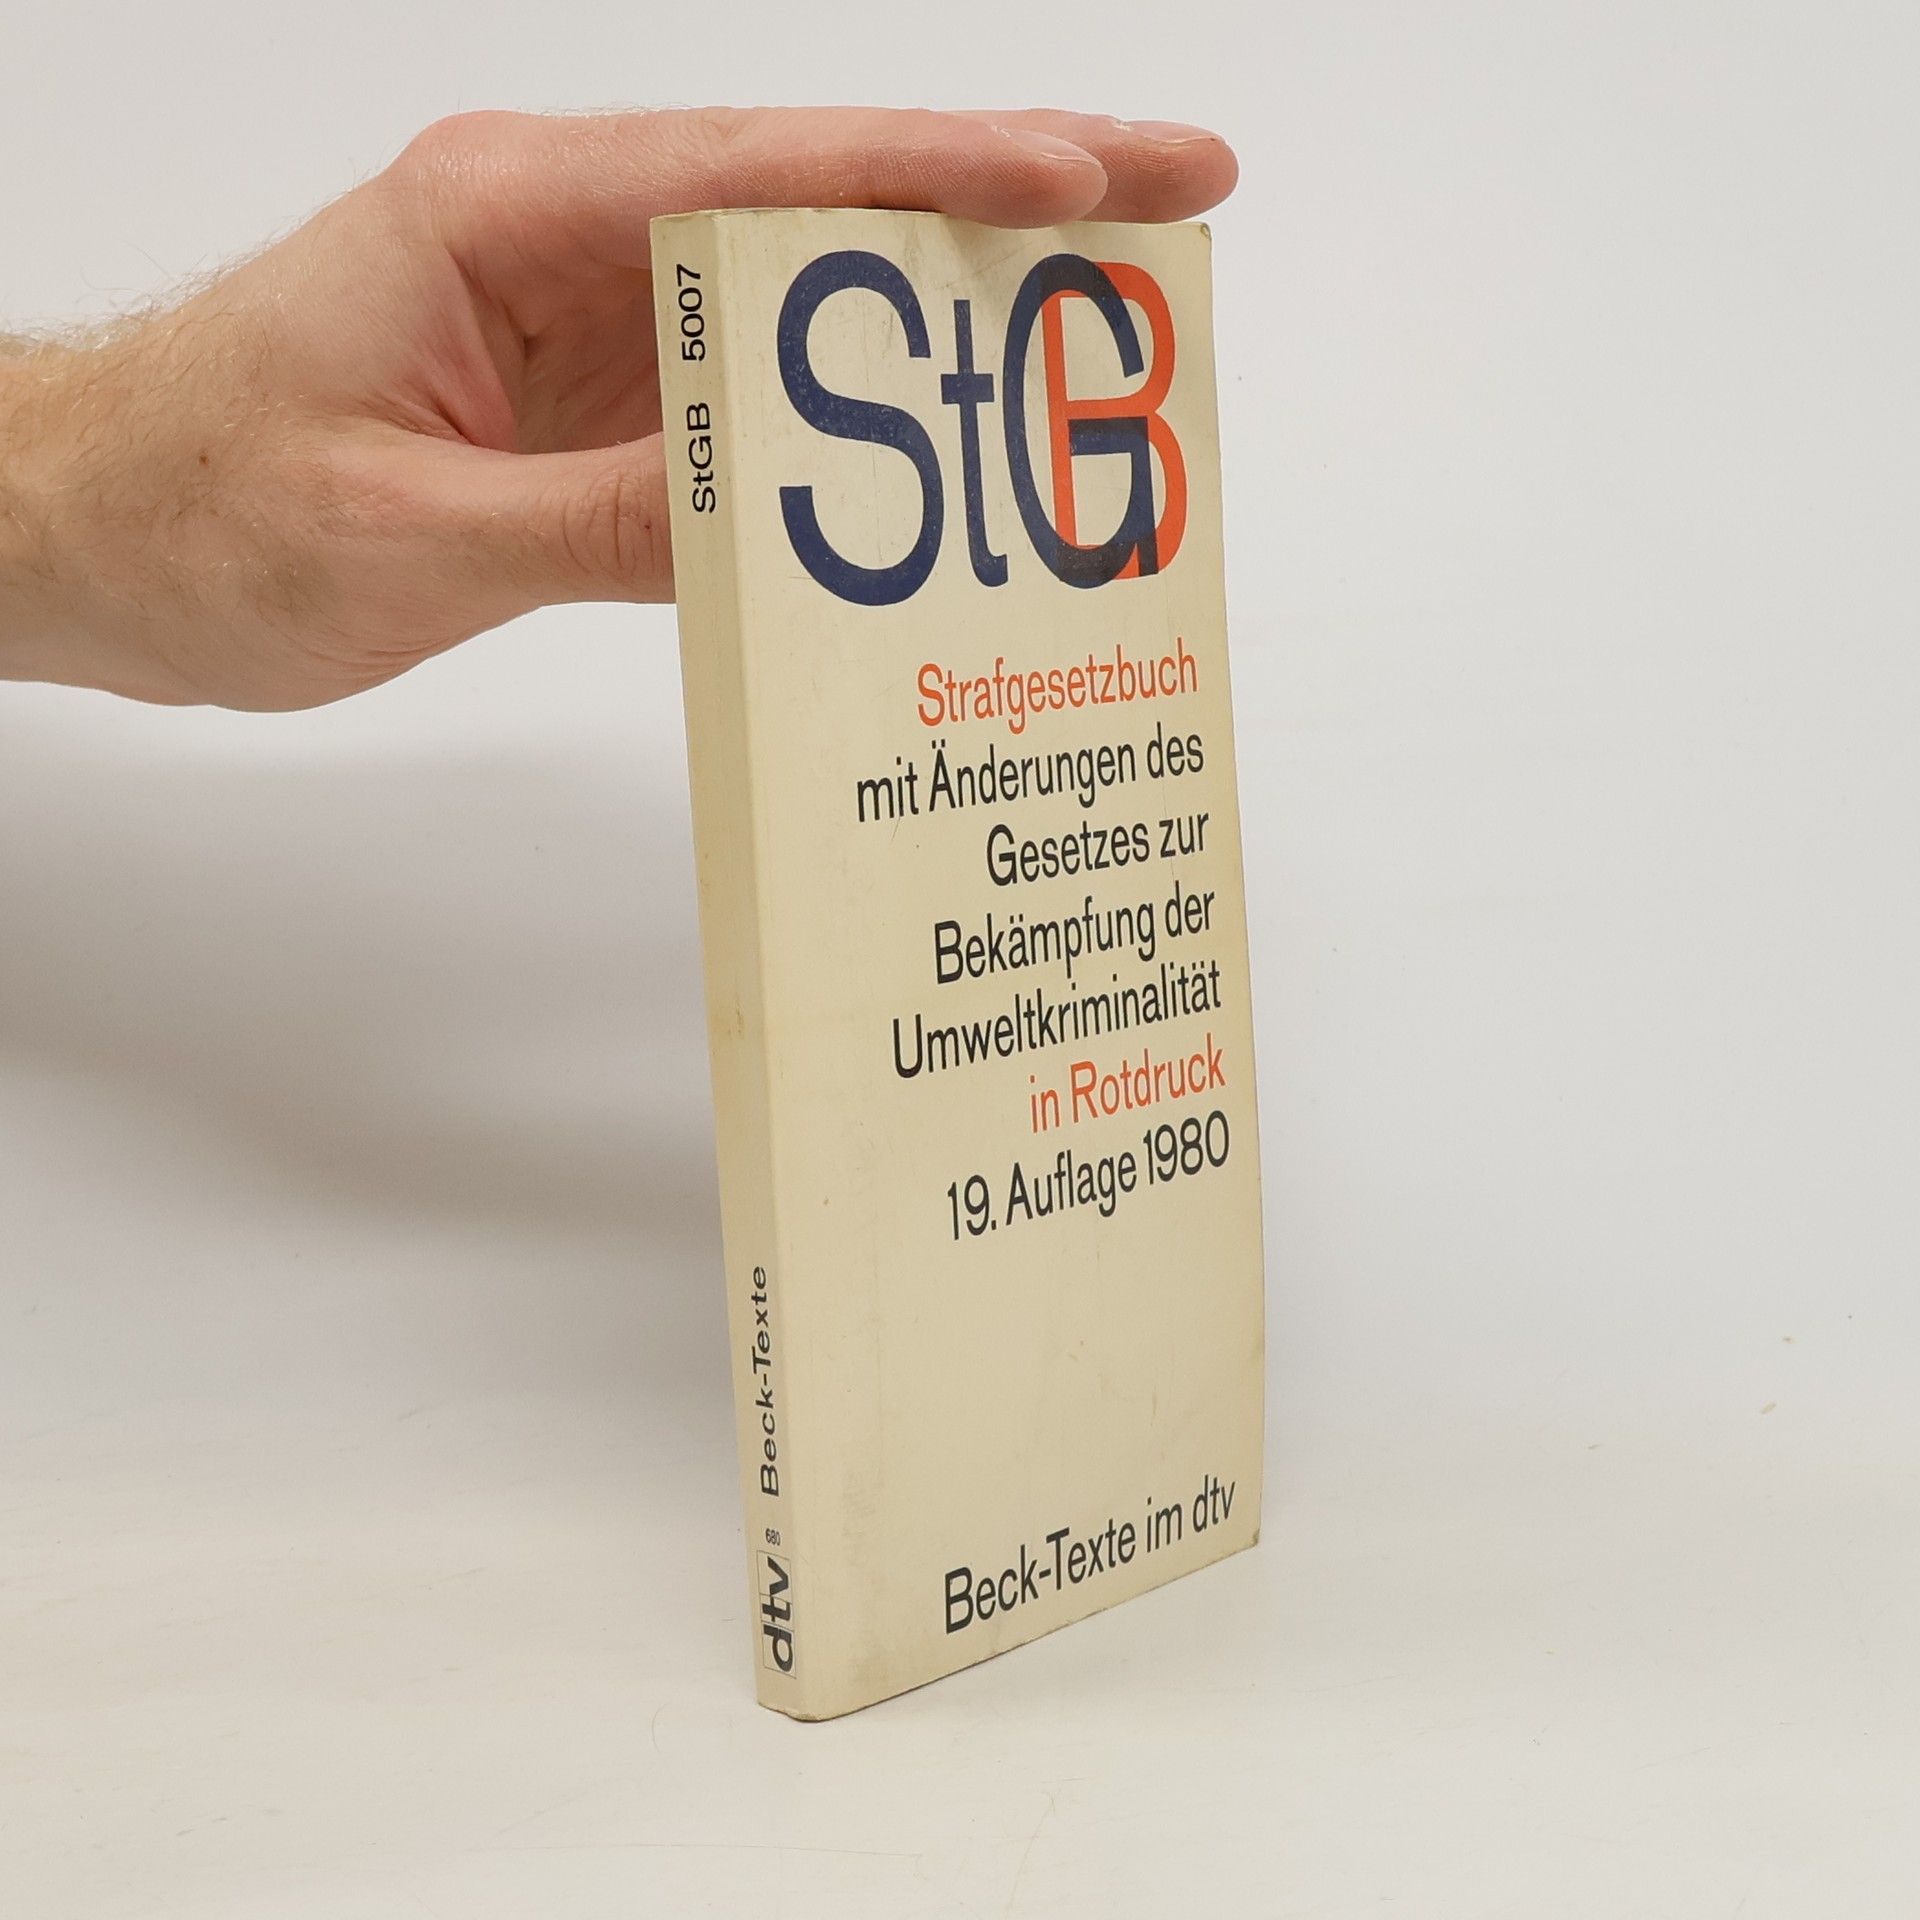 StGB
Strafgesetzbuch
mit Änderungen des
Gesetzes zur
Bekämpfung der
Umweltkriminalität
in Rotdruck
19. Auflage 1980
Beck-Texte im dtv
StGB 5007
Beck-Texte
680
dtv